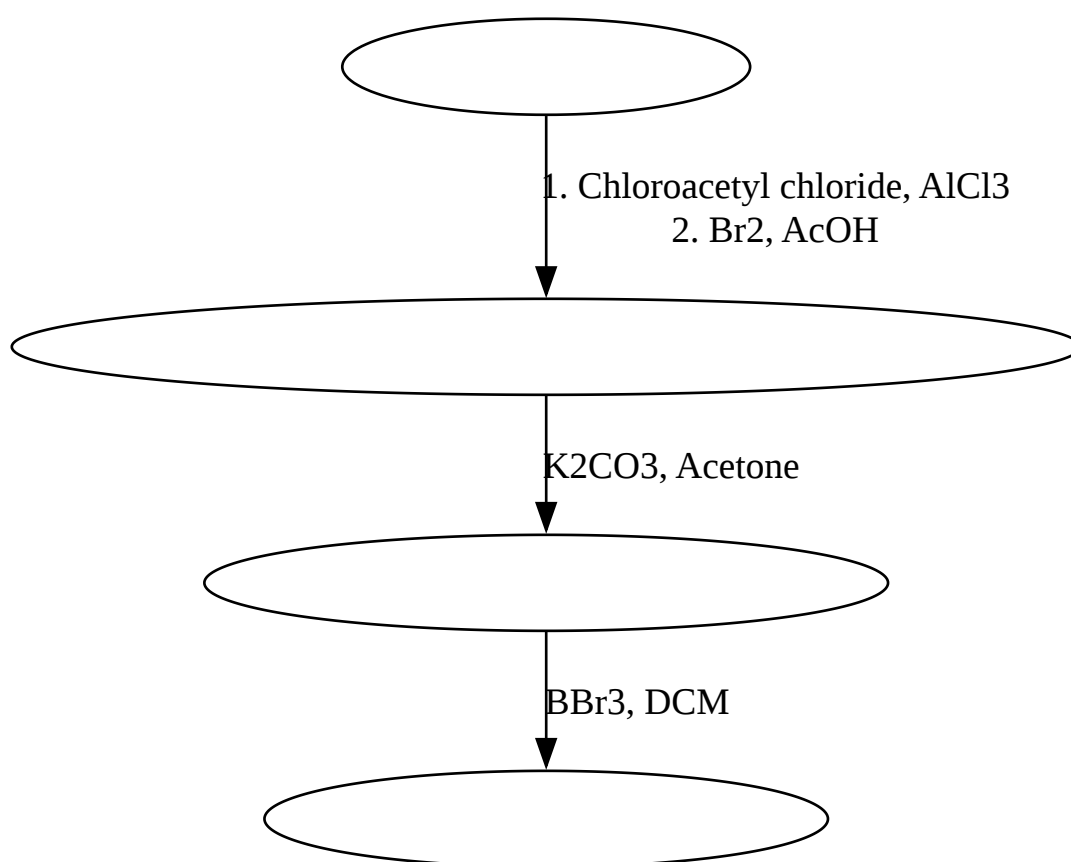 1. Chloroacetyl chloride, AlCl3
2. Br2, AcOH
K2CO3, Acetone
BBr3, DCM